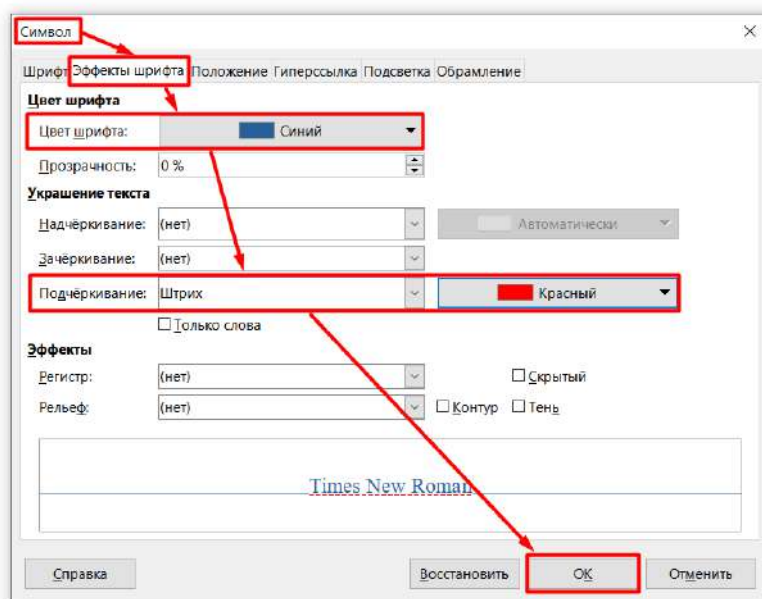 Символ
Шрифт Эффекты шрифта Положение Гиперссылка Подсветка Обрамление
Цвет шрифта
Цвет шрифта: Синий
Прозрачность: 0 %
Украшение текста
Надчёркивание: (нет) Автоматически
Зачёркивание: (нет)
Подчёркивание: Штрих Красный
Только слова
Эффекты
Регистр: (нет) Скрытый
Рельеф: (нет) Контур Тень
Times New Roman
Справка Восстановить ОК Отменить